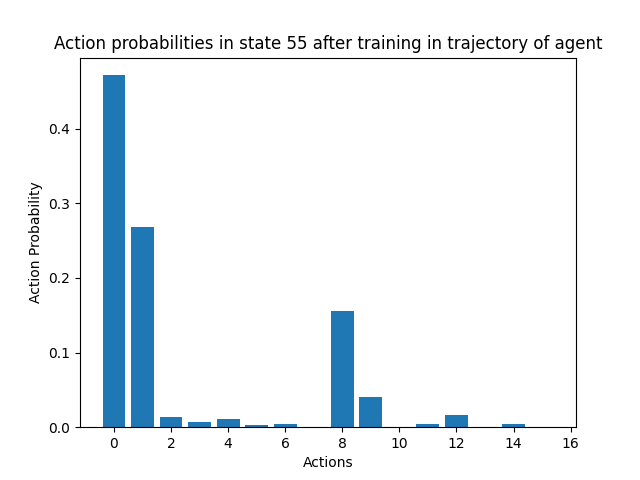 Action probabilities in state 55 after training in trajectory of agent
Action Probability
0.4
0.3
0.2
0.1
0.0
0 2 4 6 8 10 12 14 16
Actions